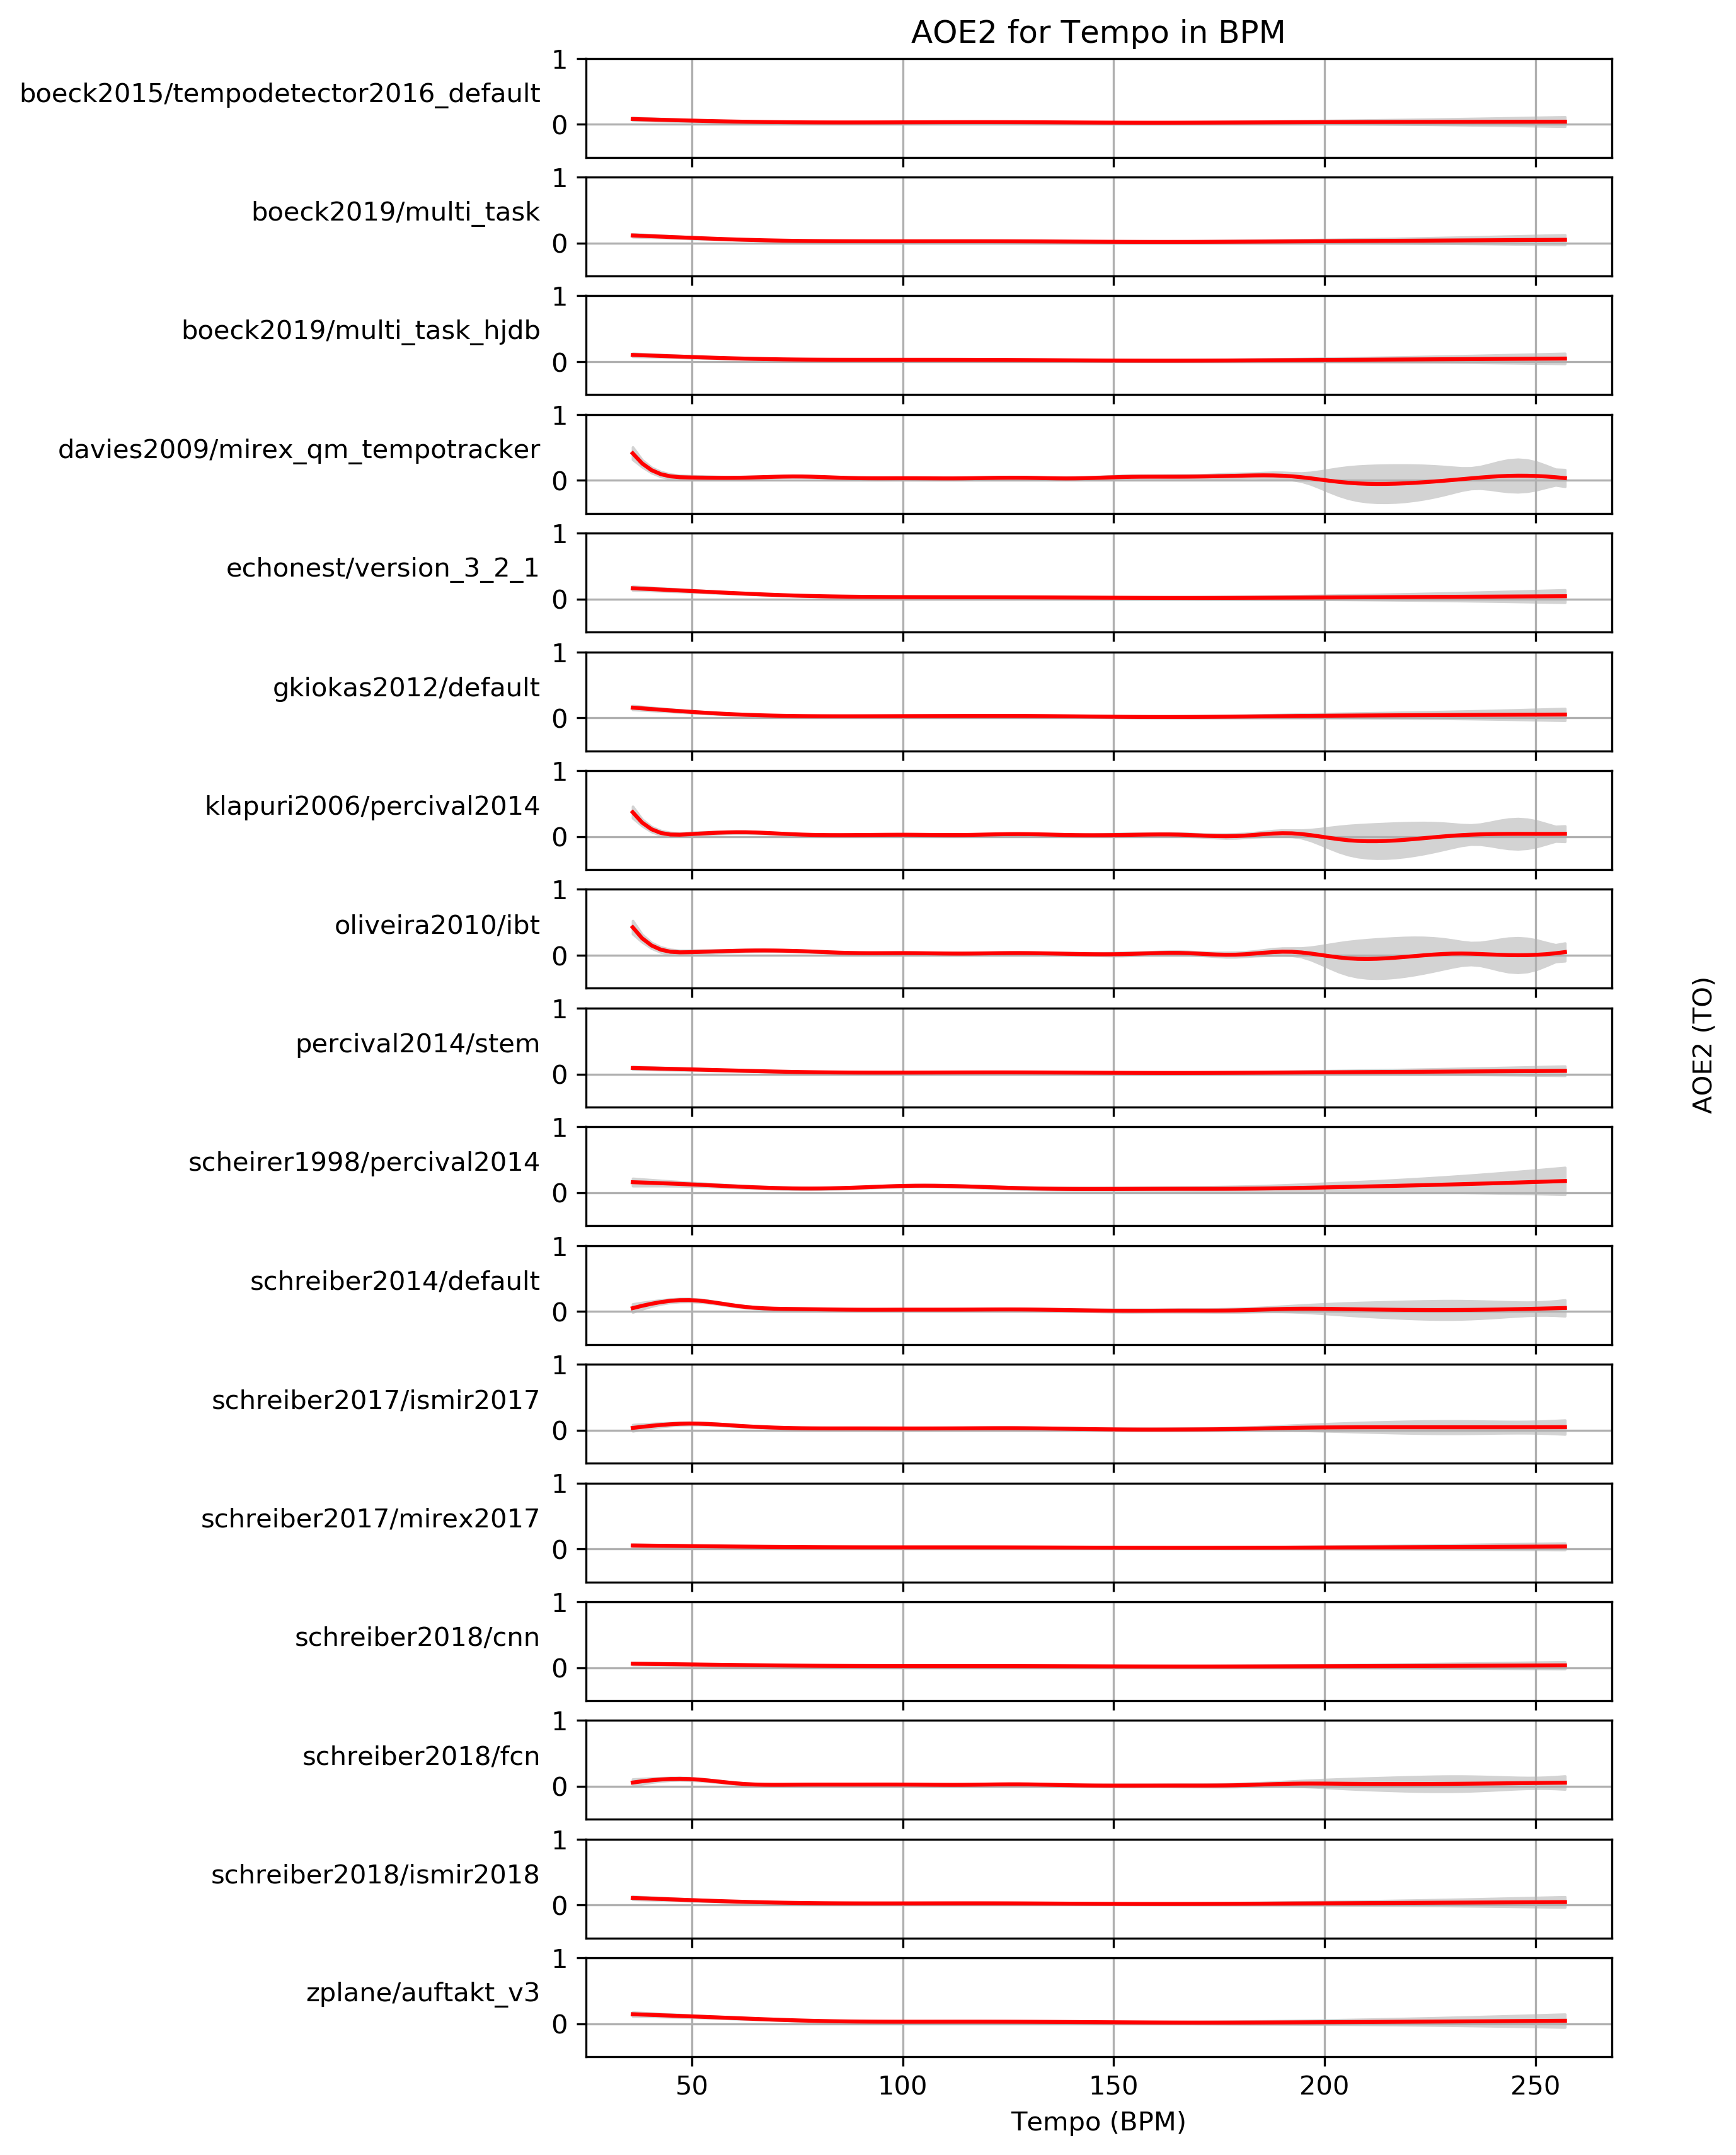 AOE2 for Tempo in BPM
boeck2015/tempodetector2016_default
1
0
boeck2019/multi_task
1
0
boeck2019/multi_task_hjdb
1
0
davies2009/mirex_qm_tempotracker
1
0
echonest/version_3_2_1
1
0
gkiokas2012/default
1
0
klapuri2006/percival2014
1
0
oliveira2010/ibt
1
0
percival2014/stem
1
0
scheirer1998/percival2014
1
0
schreiber2014/default
1
0
schreiber2017/ismir2017
1
0
schreiber2017/mirex2017
1
0
schreiber2018/cnn
1
0
schreiber2018/fcn
1
0
schreiber2018/ismir2018
1
0
zplane/auftakt_v3
1
0
50 100 150 200 250
Tempo (BPM)
AOE2 (TO)